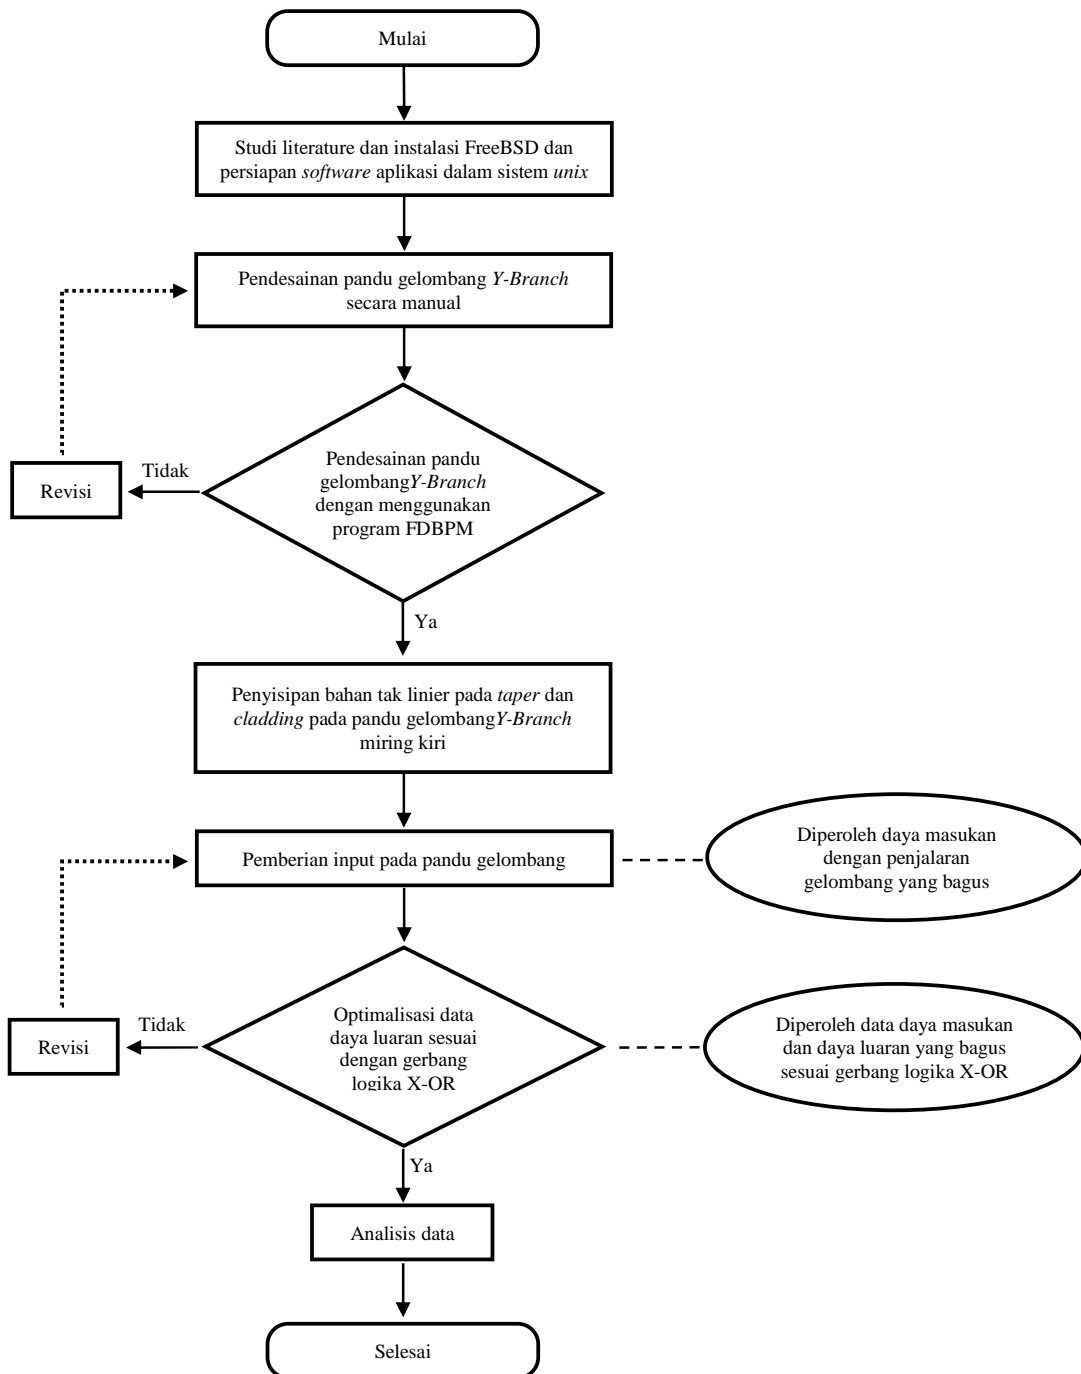 Mulai
Studi literature dan instalasi FreeBSD dan
persiapan software aplikasi dalam sistem unix
Pendesainan pandu gelombang Y-Branch
secara manual
Pendesainan pandu
gelombangY-Branch
dengan menggunakan
program FDBPM
Tidak
Revisi
Ya
Penyisipan bahan tak linier pada taper dan
cladding pada pandu gelombangY-Branch
miring kiri
Pemberian input pada pandu gelombang
Diperoleh daya masukan
dengan penjalaran
gelombang yang bagus
Optimalisasi data
daya luaran sesuai
dengan gerbang
logika X-OR
Tidak
Revisi
Diperoleh data daya masukan
dan daya luaran yang bagus
sesuai gerbang logika X-OR
Ya
Analisis data
Selesai